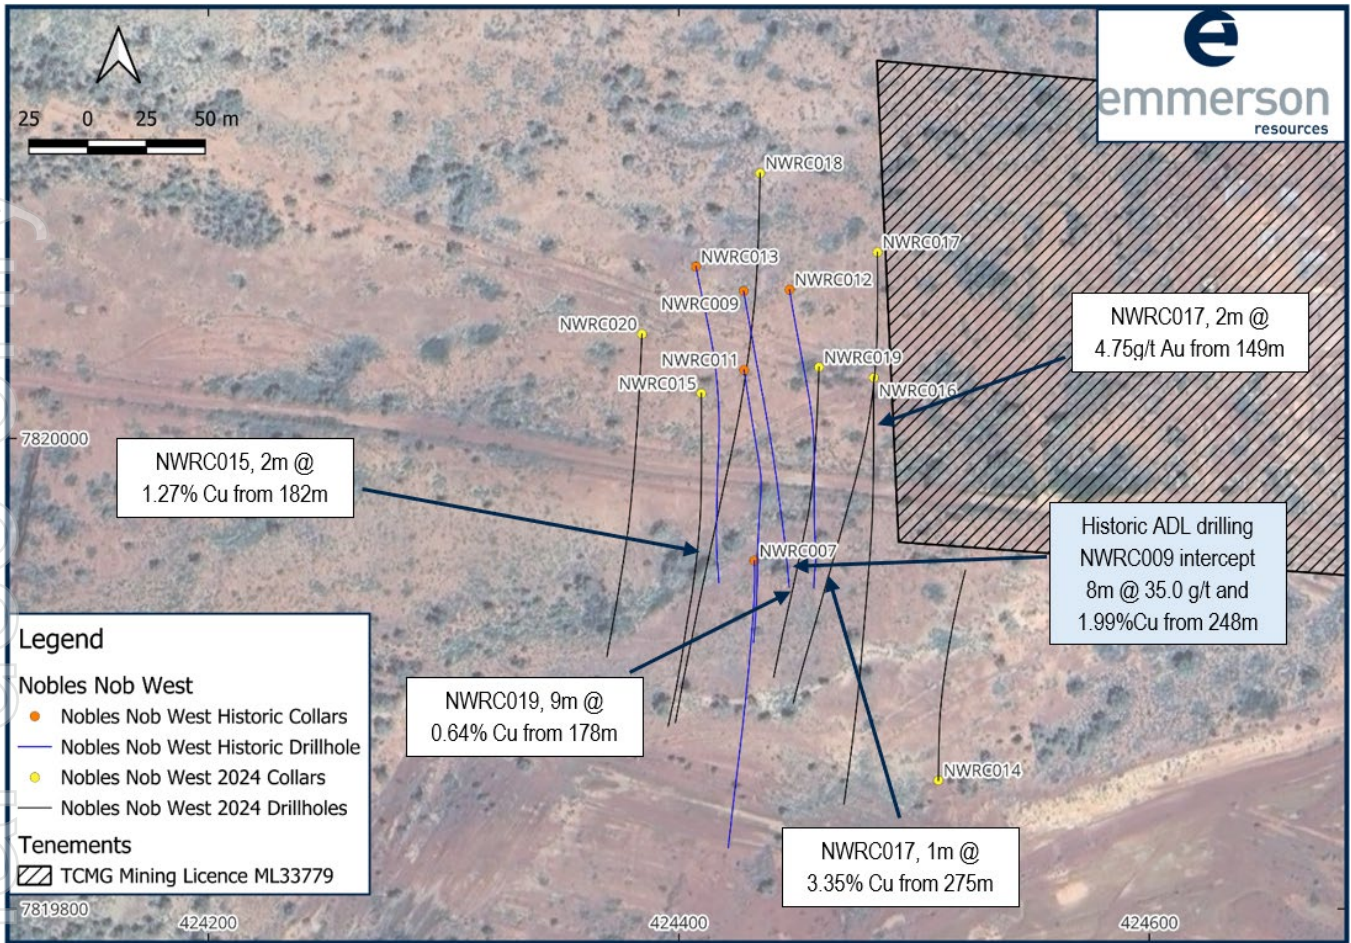 emmerson
resources
25 0 25 50 m
NWRC018
NWRC017
NWRC013
NWRC012
NWRC009
NWRC020
NWRC011
NWRC019
NWRC015
NWRC016
NWRC017, 2m @
4.75g/t Au from 149m
7820000
NWRC015, 2m @
1.27% Cu from 182m
Historic ADL drilling
NWRC009 intercept
8m @ 35.0 g/t and
1.99%Cu from 248m
NWRC007
NWRC019, 9m @
0.64% Cu from 178m
NWRC014
NWRC017, 1m @
3.35% Cu from 275m
Legend
Nobles Nob West
Nobles Nob West Historic Collars
Nobles Nob West Historic Drillhole
Nobles Nob West 2024 Collars
Nobles Nob West 2024 Drillholes
Tenements
TCMG Mining Licence ML33779
7819800
424200 424400 424600